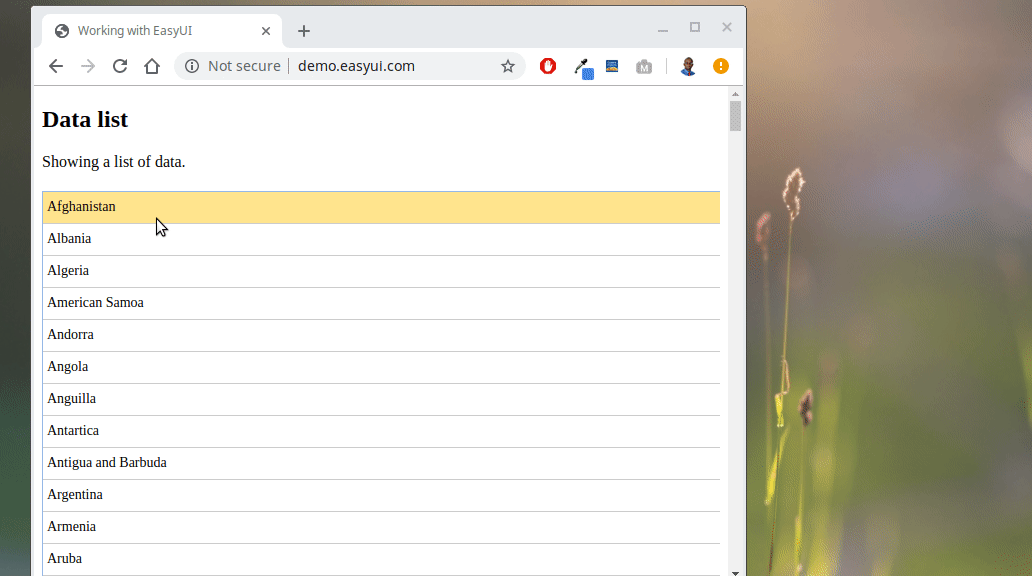 Working with EasyUI
Not secure | demo.easyui.com
M
Data list
Showing a list of data.
Afghanistan
Albania
Algeria
American Samoa
Andorra
Angola
Anguilla
Antartica
Antigua and Barbuda
Argentina
Armenia
Aruba